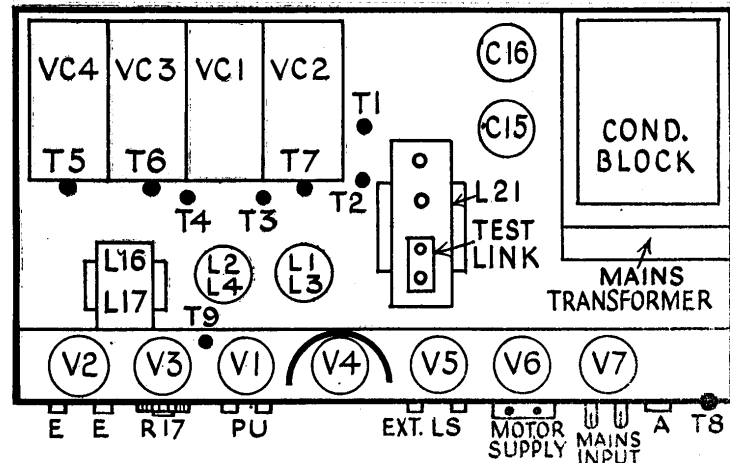 VC4 VC3 VC1 VC2
C16
C15
COND.
BLOCK
T1
T5 T6 T7
T2
T4 T3
L21
TEST
LINK
L16
L17
L2
L4
L1
L3
MAINS
TRANSFORMER
T9
V2 V3 V1 V4 V5 V6 V7
E E R17 PU EXT. LS
MOTOR
SUPPLY
MAINS
INPUT
A T8